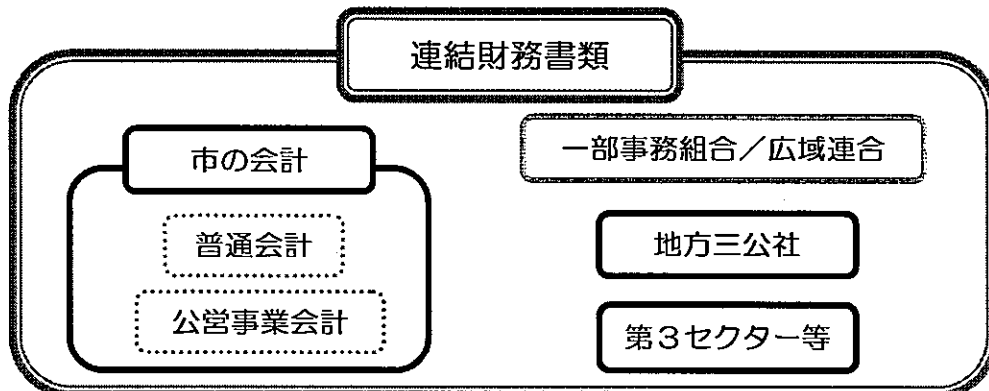 連結財務書類
市の会計
普通会計
公営事業会計
一部事務組合／広域連合
地方三公社
第３セクター等